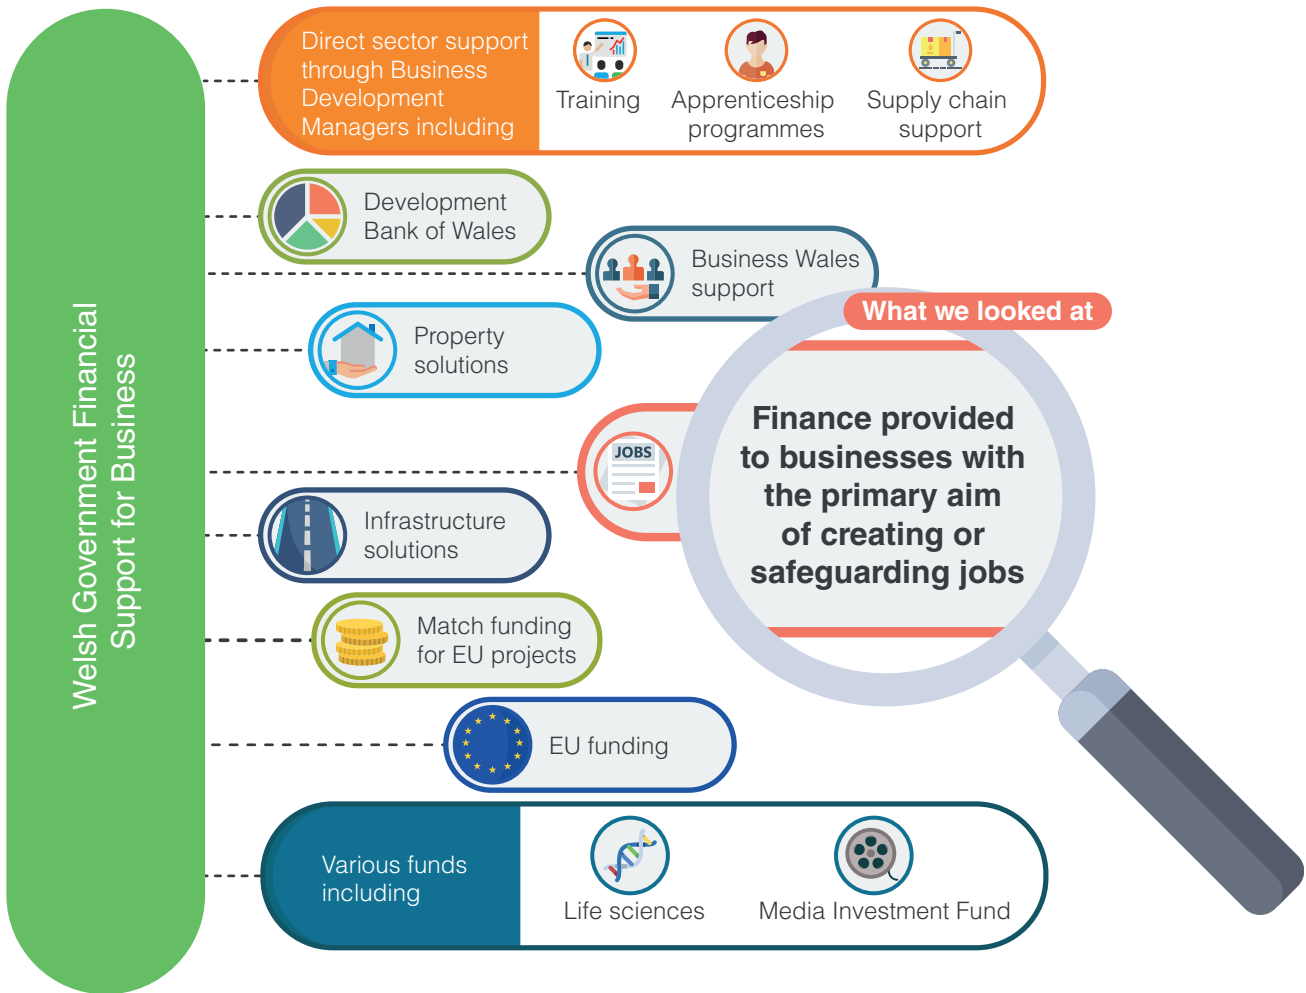 Welsh Government Financial
Support for Business
Direct sector support
through Business
Development
Managers including
Training
Apprenticeship
programmes
Supply chain
support
Development
Bank of Wales
Business Wales
support
What we looked at
Property
solutions
JOBS
Finance provided
to businesses with
the primary aim
of creating or
safeguarding jobs
Infrastructure
solutions
Match funding
for EU projects
EU funding
Various funds
including
Life sciences
Media Investment Fund